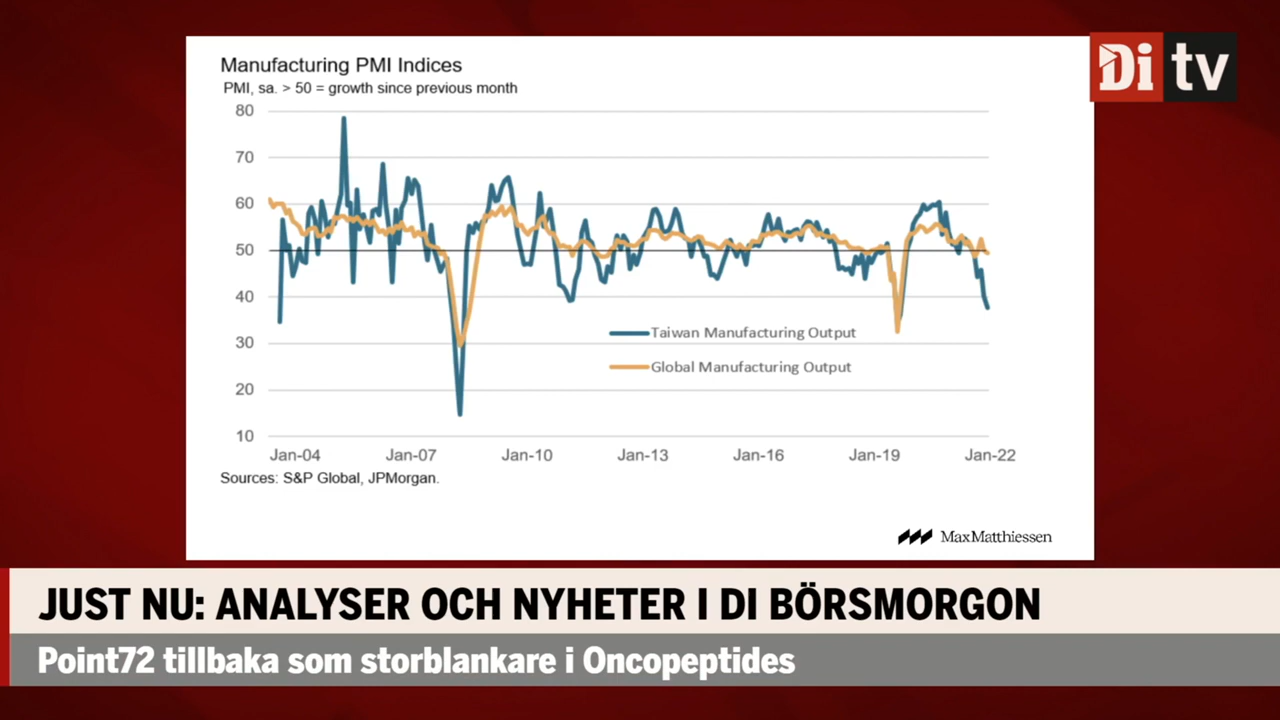 Manufacturing PMI Indices
PMI, sa. > 50 = growth since previous month
80
70
60
50
40
30
20
10
Taiwan Manufacturing Output
Global Manufacturing Output
Jan-04 Jan-07 Jan-10 Jan-13 Jan-16 Jan-19 Jan-22
Sources: S&P Global, JPMorgan.
MaxMatthiessen
Di tv
JUST NU: ANALYSER OCH NYHETER I DI BÖRSMORGON
Point72 tillbaka som storblankare i Oncopeptides